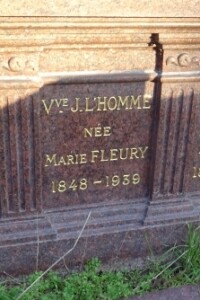 Vve J. L'HOMME
NÉE
MARIE FLEURY
1848 - 1939